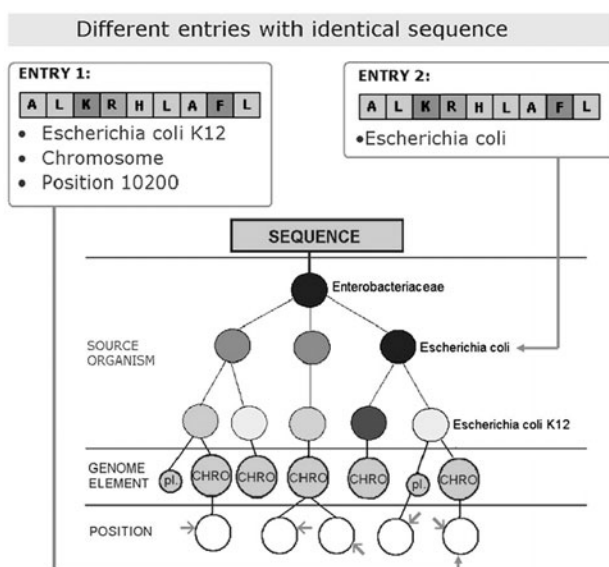 Different entries with identical sequence
ENTRY 1:
A L K R H L A F L
• Escherichia coli K12
• Chromosome
• Position 10200
ENTRY 2:
A L K R H L A F L
•Escherichia coli
SEQUENCE
Enterobacteriaceae
SOURCE
ORGANISM
Escherichia coli
Escherichia coli K12
GENOME
ELEMENT
pl. CHRO CHRO CHRO CHRO pl. CHRO
POSITION